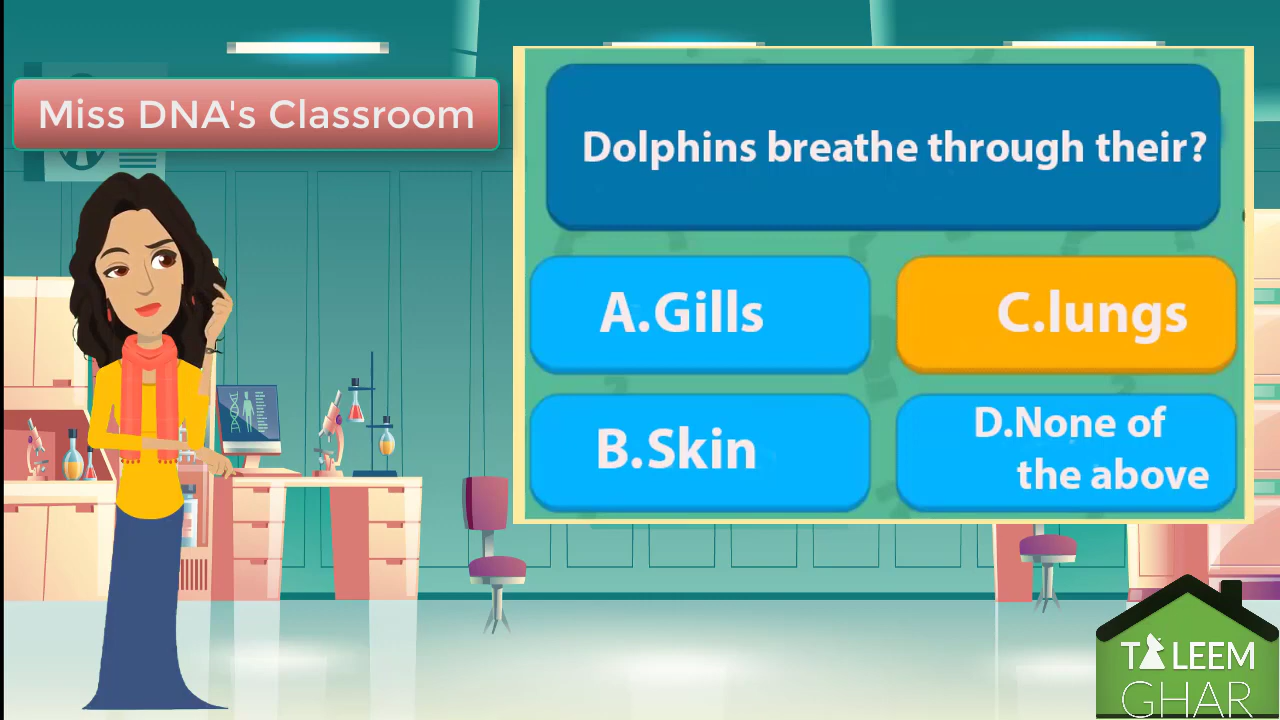 Miss DNA's Classroom
Dolphins breathe through their?
A.Gills
C.lungs
B.Skin
D.None of
the above
TALEEM
GHAR